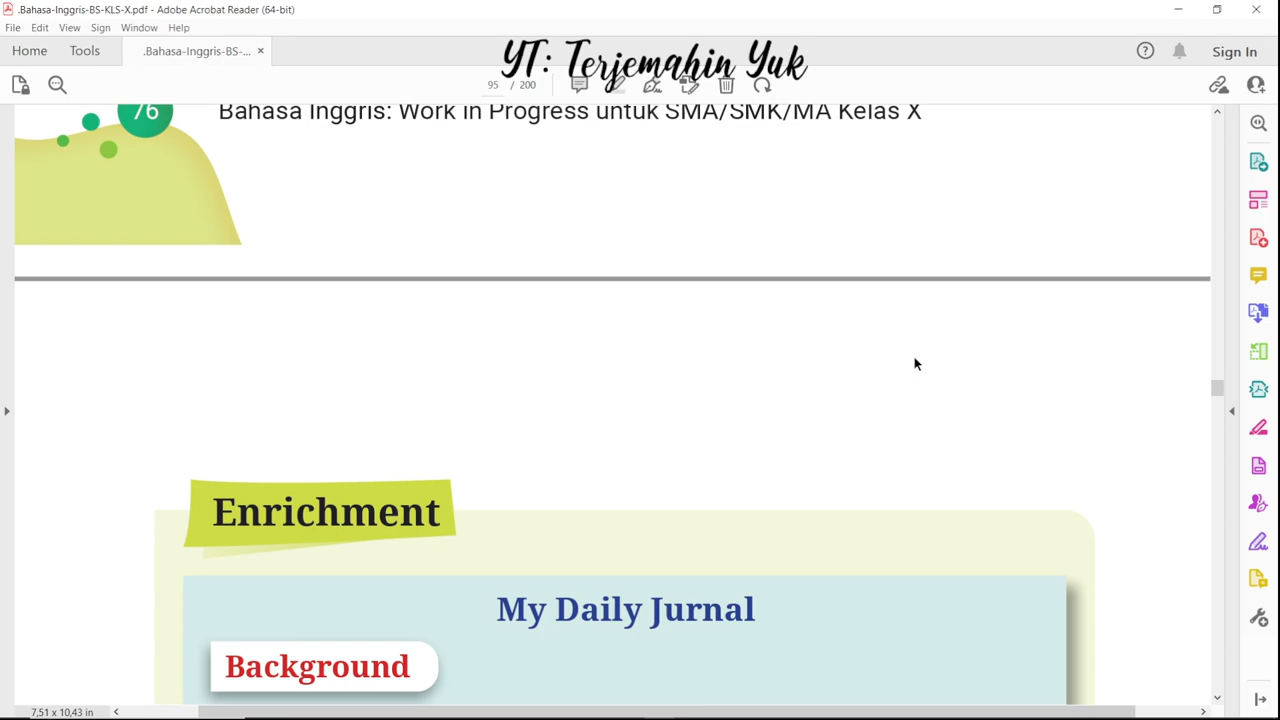 .Bahasa-Inggris-BS-KLS-X.pdf - Adobe Acrobat Reader (64-bit)
File Edit View Sign Window Help
Home Tools .Bahasa-Inggris-BS-... × Sign In
YT: Terjemahin Yuk
95 / 200
76 Bahasa Inggris: Work in Progress untuk SMA/SMK/MA Kelas X
Enrichment
My Daily Jurnal
Background
7,51 x 10,43 in